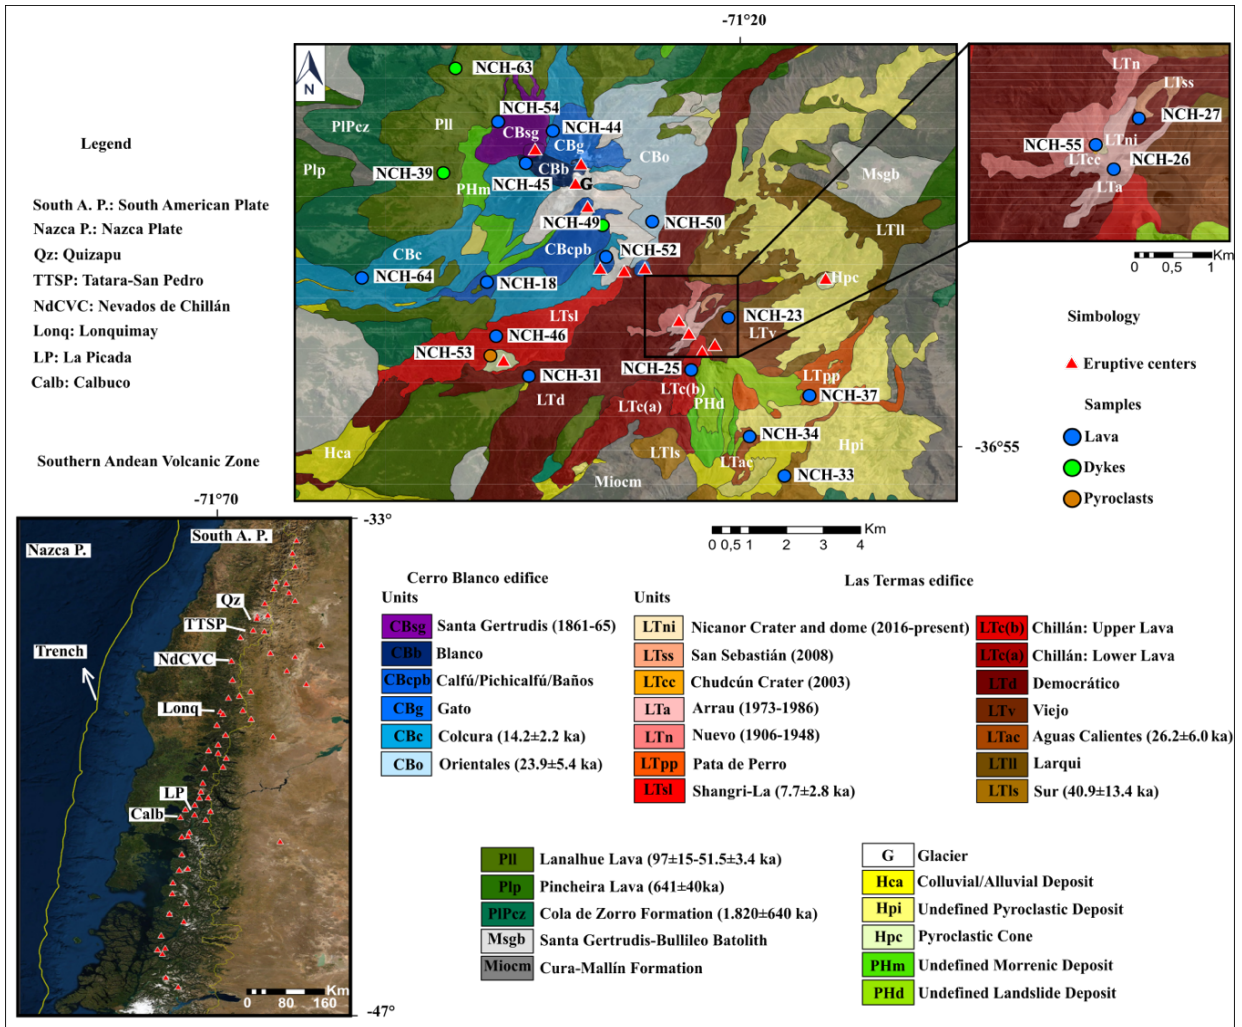 -71°20
N
NCH-63
NCH-54
PlPcz
Pll
CBsg
NCH-44
CBg
CBo
Plp
NCH-39
PHm
NCH-45
CBb
G
Msgb
NCH-49
NCH-50
LTll
CBc
CBcpb
NCH-52
NCH-64
NCH-18
Hpc
LTsl
NCH-23
LTv
NCH-46
NCH-53
NCH-31
NCH-25
LTc(b)
LTpp
LTd
LTc(a)
PHd
NCH-37
NCH-34
Hpi
Hca
LTls
LTac
Miocm
NCH-33
-36°55
LTn
LTss
NCH-27
NCH-55
LTni
LTcc
NCH-26
LTa
0 0,5 1 Km
0 0,5 1 2 3 4 Km
Legend
South A. P.: South American Plate
Nazca P.: Nazca Plate
Qz: Quizapu
TTSP: Tatara-San Pedro
NdCVC: Nevados de Chillán
Lonq: Lonquimay
LP: La Picada
Calb: Calbuco
Simbology
Eruptive centers
Samples
Lava
Dykes
Pyroclasts
Southern Andean Volcanic Zone
-71°70
-33°
Nazca P.
South A. P.
Qz
TTSP
Trench
NdCVC
Lonq
LP
Calb
0 80 160 Km
-47°
Cerro Blanco edifice
Units
CBsg Santa Gertrudis (1861-65)
CBb Blanco
CBcpb Calfú/Pichicalfú/Baños
CBg Gato
CBc Colcura (14.2±2.2 ka)
CBo Orientales (23.9±5.4 ka)
Las Termas edifice
Units
LTni Nicanor Crater and dome (2016-present)
LTss San Sebastián (2008)
LTcc Chudcún Crater (2003)
LTa Arrau (1973-1986)
LTn Nuevo (1906-1948)
LTpp Pata de Perro
LTsl Shangri-La (7.7±2.8 ka)
LTc(b) Chillán: Upper Lava
LTc(a) Chillán: Lower Lava
LTd Democrático
LTv Viejo
LTac Aguas Calientes (26.2±6.0 ka)
LTll Larqui
LTls Sur (40.9±13.4 ka)
Pll Lanalhue Lava (97±15-51.5±3.4 ka)
Plp Pincheira Lava (641±40ka)
PlPcz Cola de Zorro Formation (1.820±640 ka)
Msgb Santa Gertrudis-Bullileo Batolith
Miocm Cura-Mallín Formation
G Glacier
Hca Colluvial/Alluvial Deposit
Hpi Undefined Pyroclastic Deposit
Hpc Pyroclastic Cone
PHm Undefined Morrenic Deposit
PHd Undefined Landslide Deposit